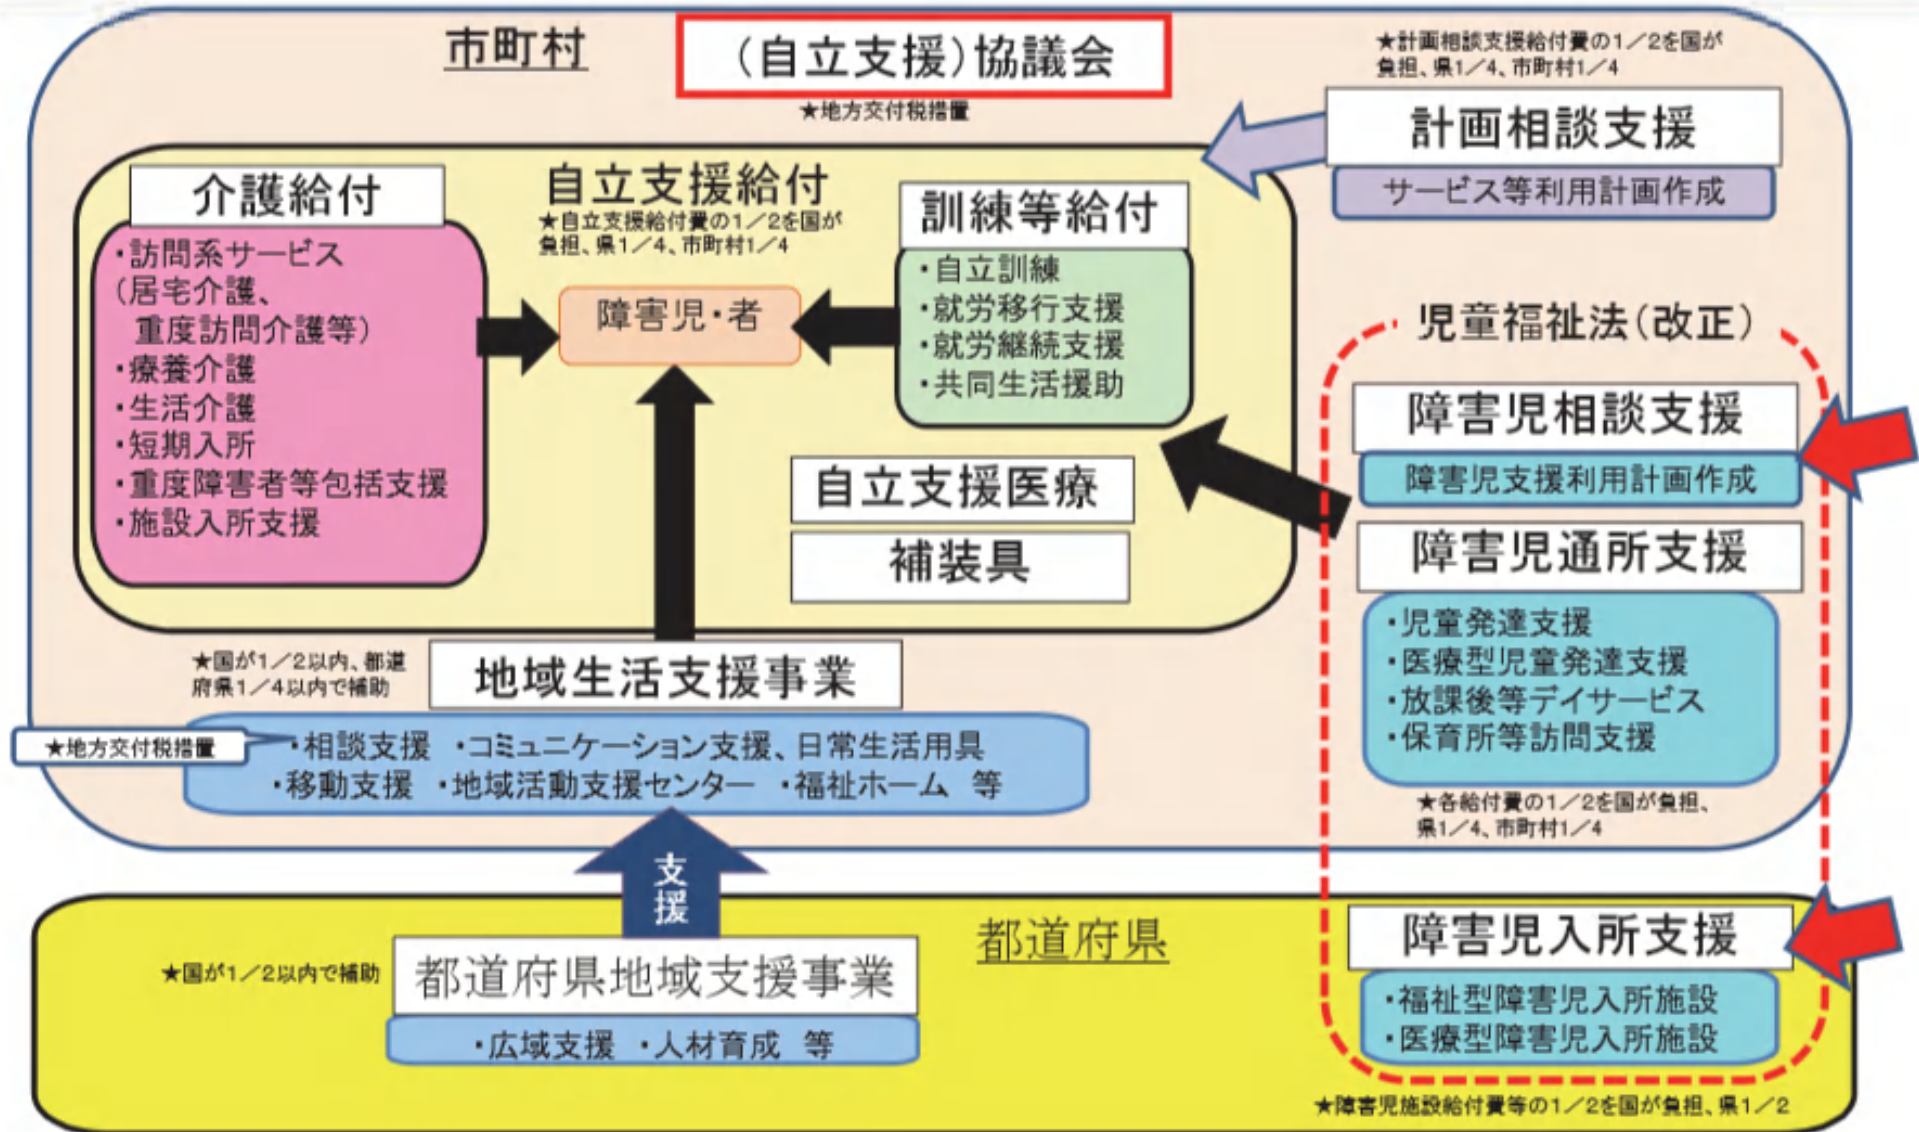 市町村
（自立支援）協議会
★地方交付税措置
★計画相談支援給付費の1／2を国が
負担、県1／4、市町村1／4
計画相談支援
サービス等利用計画作成
自立支援給付
★自立支援給付費の1／2を国が
負担、県1／4、市町村1／4
介護給付
・訪問系サービス
（居宅介護、
重度訪問介護等）
・療養介護
・生活介護
・短期入所
・重度障害者等包括支援
・施設入所支援
障害児・者
訓練等給付
・自立訓練
・就労移行支援
・就労継続支援
・共同生活援助
自立支援医療
補装具
児童福祉法（改正）
障害児相談支援
障害児支援利用計画作成
障害児通所支援
・児童発達支援
・医療型児童発達支援
・放課後等デイサービス
・保育所等訪問支援
★各給付費の1／2を国が負担、
県1／4、市町村1／4
★国が1／2以内、都道
府県1／4以内で補助
地域生活支援事業
★地方交付税措置
・相談支援 ・コミュニケーション支援、日常生活用具
・移動支援 ・地域活動支援センター ・福祉ホーム 等
支援
都道府県
★国が1／2以内で補助
都道府県地域支援事業
・広域支援 ・人材育成 等
障害児入所支援
・福祉型障害児入所施設
・医療型障害児入所施設
★障害児施設給付費等の1／2を国が負担、県1／2